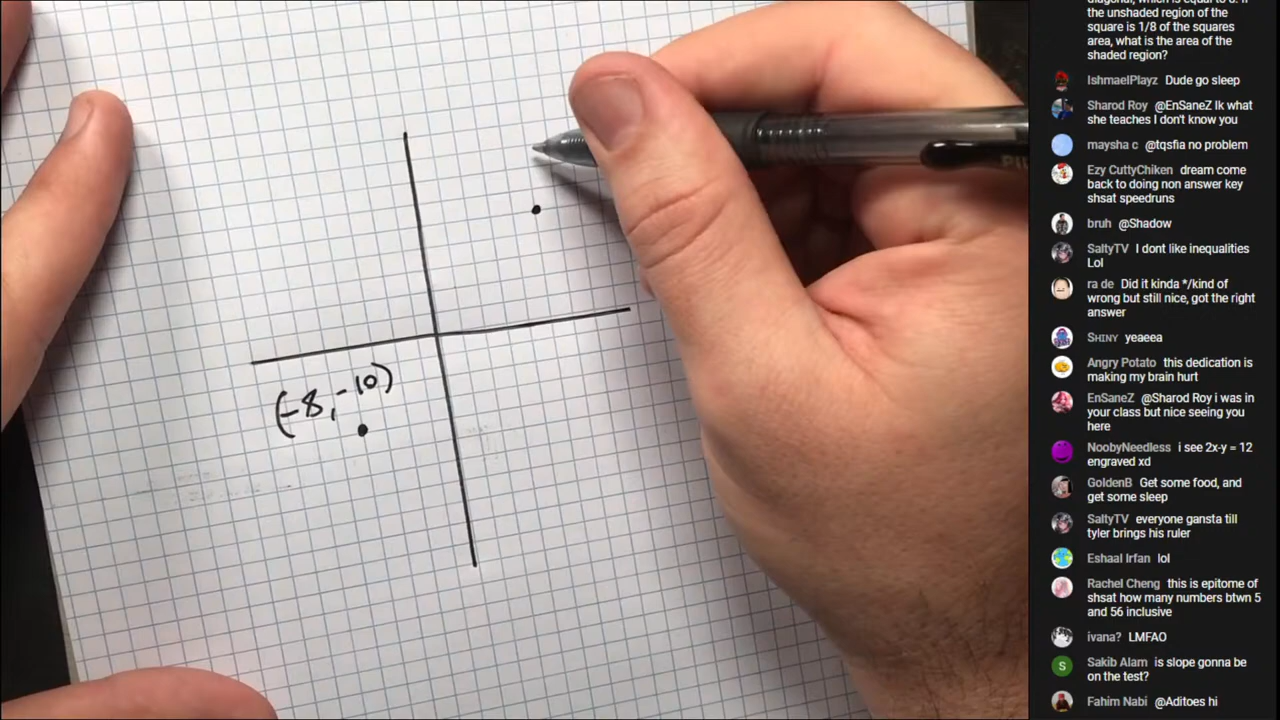 (-8, -10)
diagonal, which is equal to 6. If
the unshaded region of the
square is 1/8 of the squares
area, what is the area of the
shaded region?
IshmaelPlayz Dude go sleep
Sharod Roy @EnSaneZ Ik what
she teaches I don't know you
maysha c @tqsfia no problem
Ezy CuttyChiken dream come
back to doing non answer key
shsat speedruns
bruh @Shadow
SaltyTV I dont like inequalities
Lol
ra de Did it kinda */kind of
wrong but still nice, got the right
answer
SHINY yeaeea
Angry Potato this dedication is
making my brain hurt
EnSaneZ @Sharod Roy i was in
your class but nice seeing you
here
NoobyNeedless i see 2x-y = 12
engraved xd
GoldenB Get some food, and
get some sleep
SaltyTV everyone gansta till
tyler brings his ruler
Eshaal Irfan lol
Rachel Cheng this is epitome of
shsat how many numbers btwn 5
and 56 inclusive
ivana? LMFAO
S
Sakib Alam is slope gonna be
on the test?
Fahim Nabi @Aditoes hi